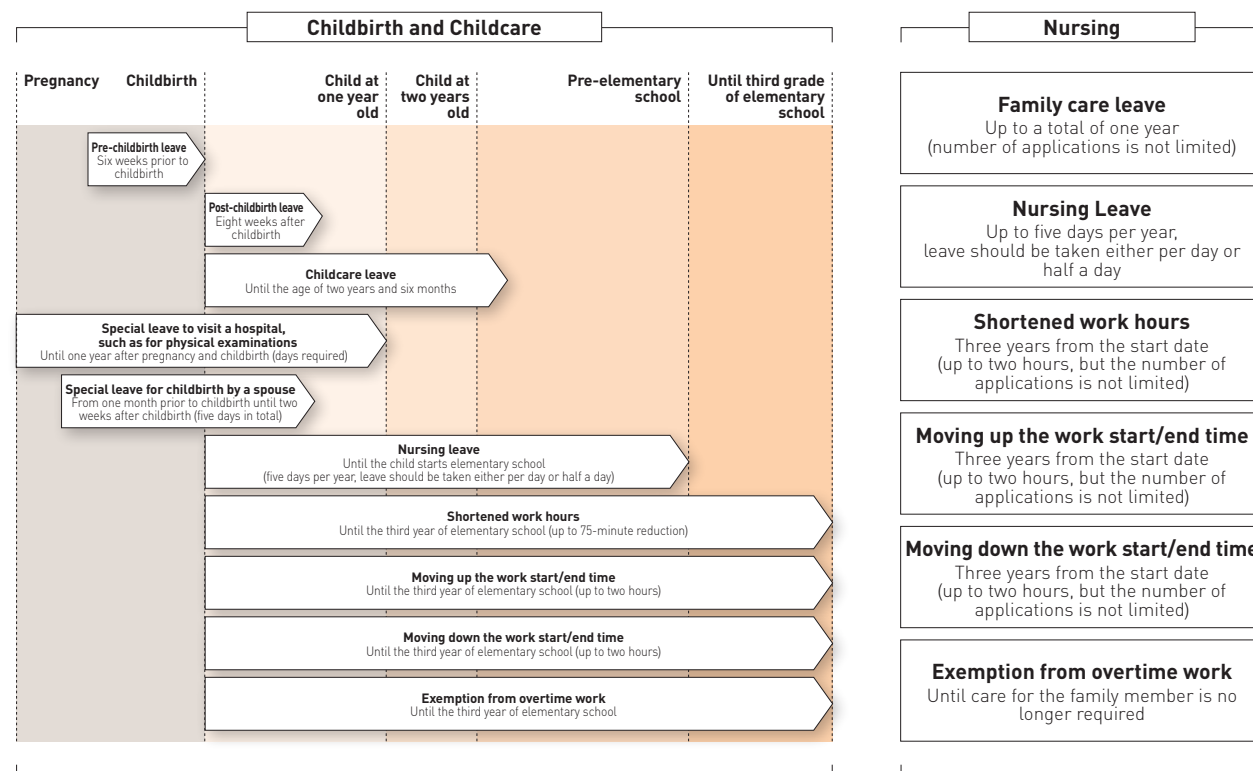 Childbirth and Childcare
Pregnancy
Childbirth
Child at
one year
old
Child at
two years
old
Pre-elementary
school
Until third grade
of elementary
school
Pre-childbirth leave
Six weeks prior to
childbirth
Post-childbirth leave
Eight weeks after
childbirth
Childcare leave
Until the age of two years and six months
Special leave to visit a hospital,
such as for physical examinations
Until one year after pregnancy and childbirth (days required)
Special leave for childbirth by a spouse
From one month prior to childbirth until two
weeks after childbirth (five days in total)
Nursing leave
Until the child starts elementary school
(five days per year, leave should be taken either per day or half a day)
Shortened work hours
Until the third year of elementary school (up to 75-minute reduction)
Moving up the work start/end time
Until the third year of elementary school (up to two hours)
Moving down the work start/end time
Until the third year of elementary school (up to two hours)
Exemption from overtime work
Until the third year of elementary school
Nursing
Family care leave
Up to a total of one year
(number of applications is not limited)
Nursing Leave
Up to five days per year,
leave should be taken either per day or
half a day
Shortened work hours
Three years from the start date
(up to two hours, but the number of
applications is not limited)
Moving up the work start/end time
Three years from the start date
(up to two hours, but the number of
applications is not limited)
Moving down the work start/end time
Three years from the start date
(up to two hours, but the number of
applications is not limited)
Exemption from overtime work
Until care for the family member is no
longer required